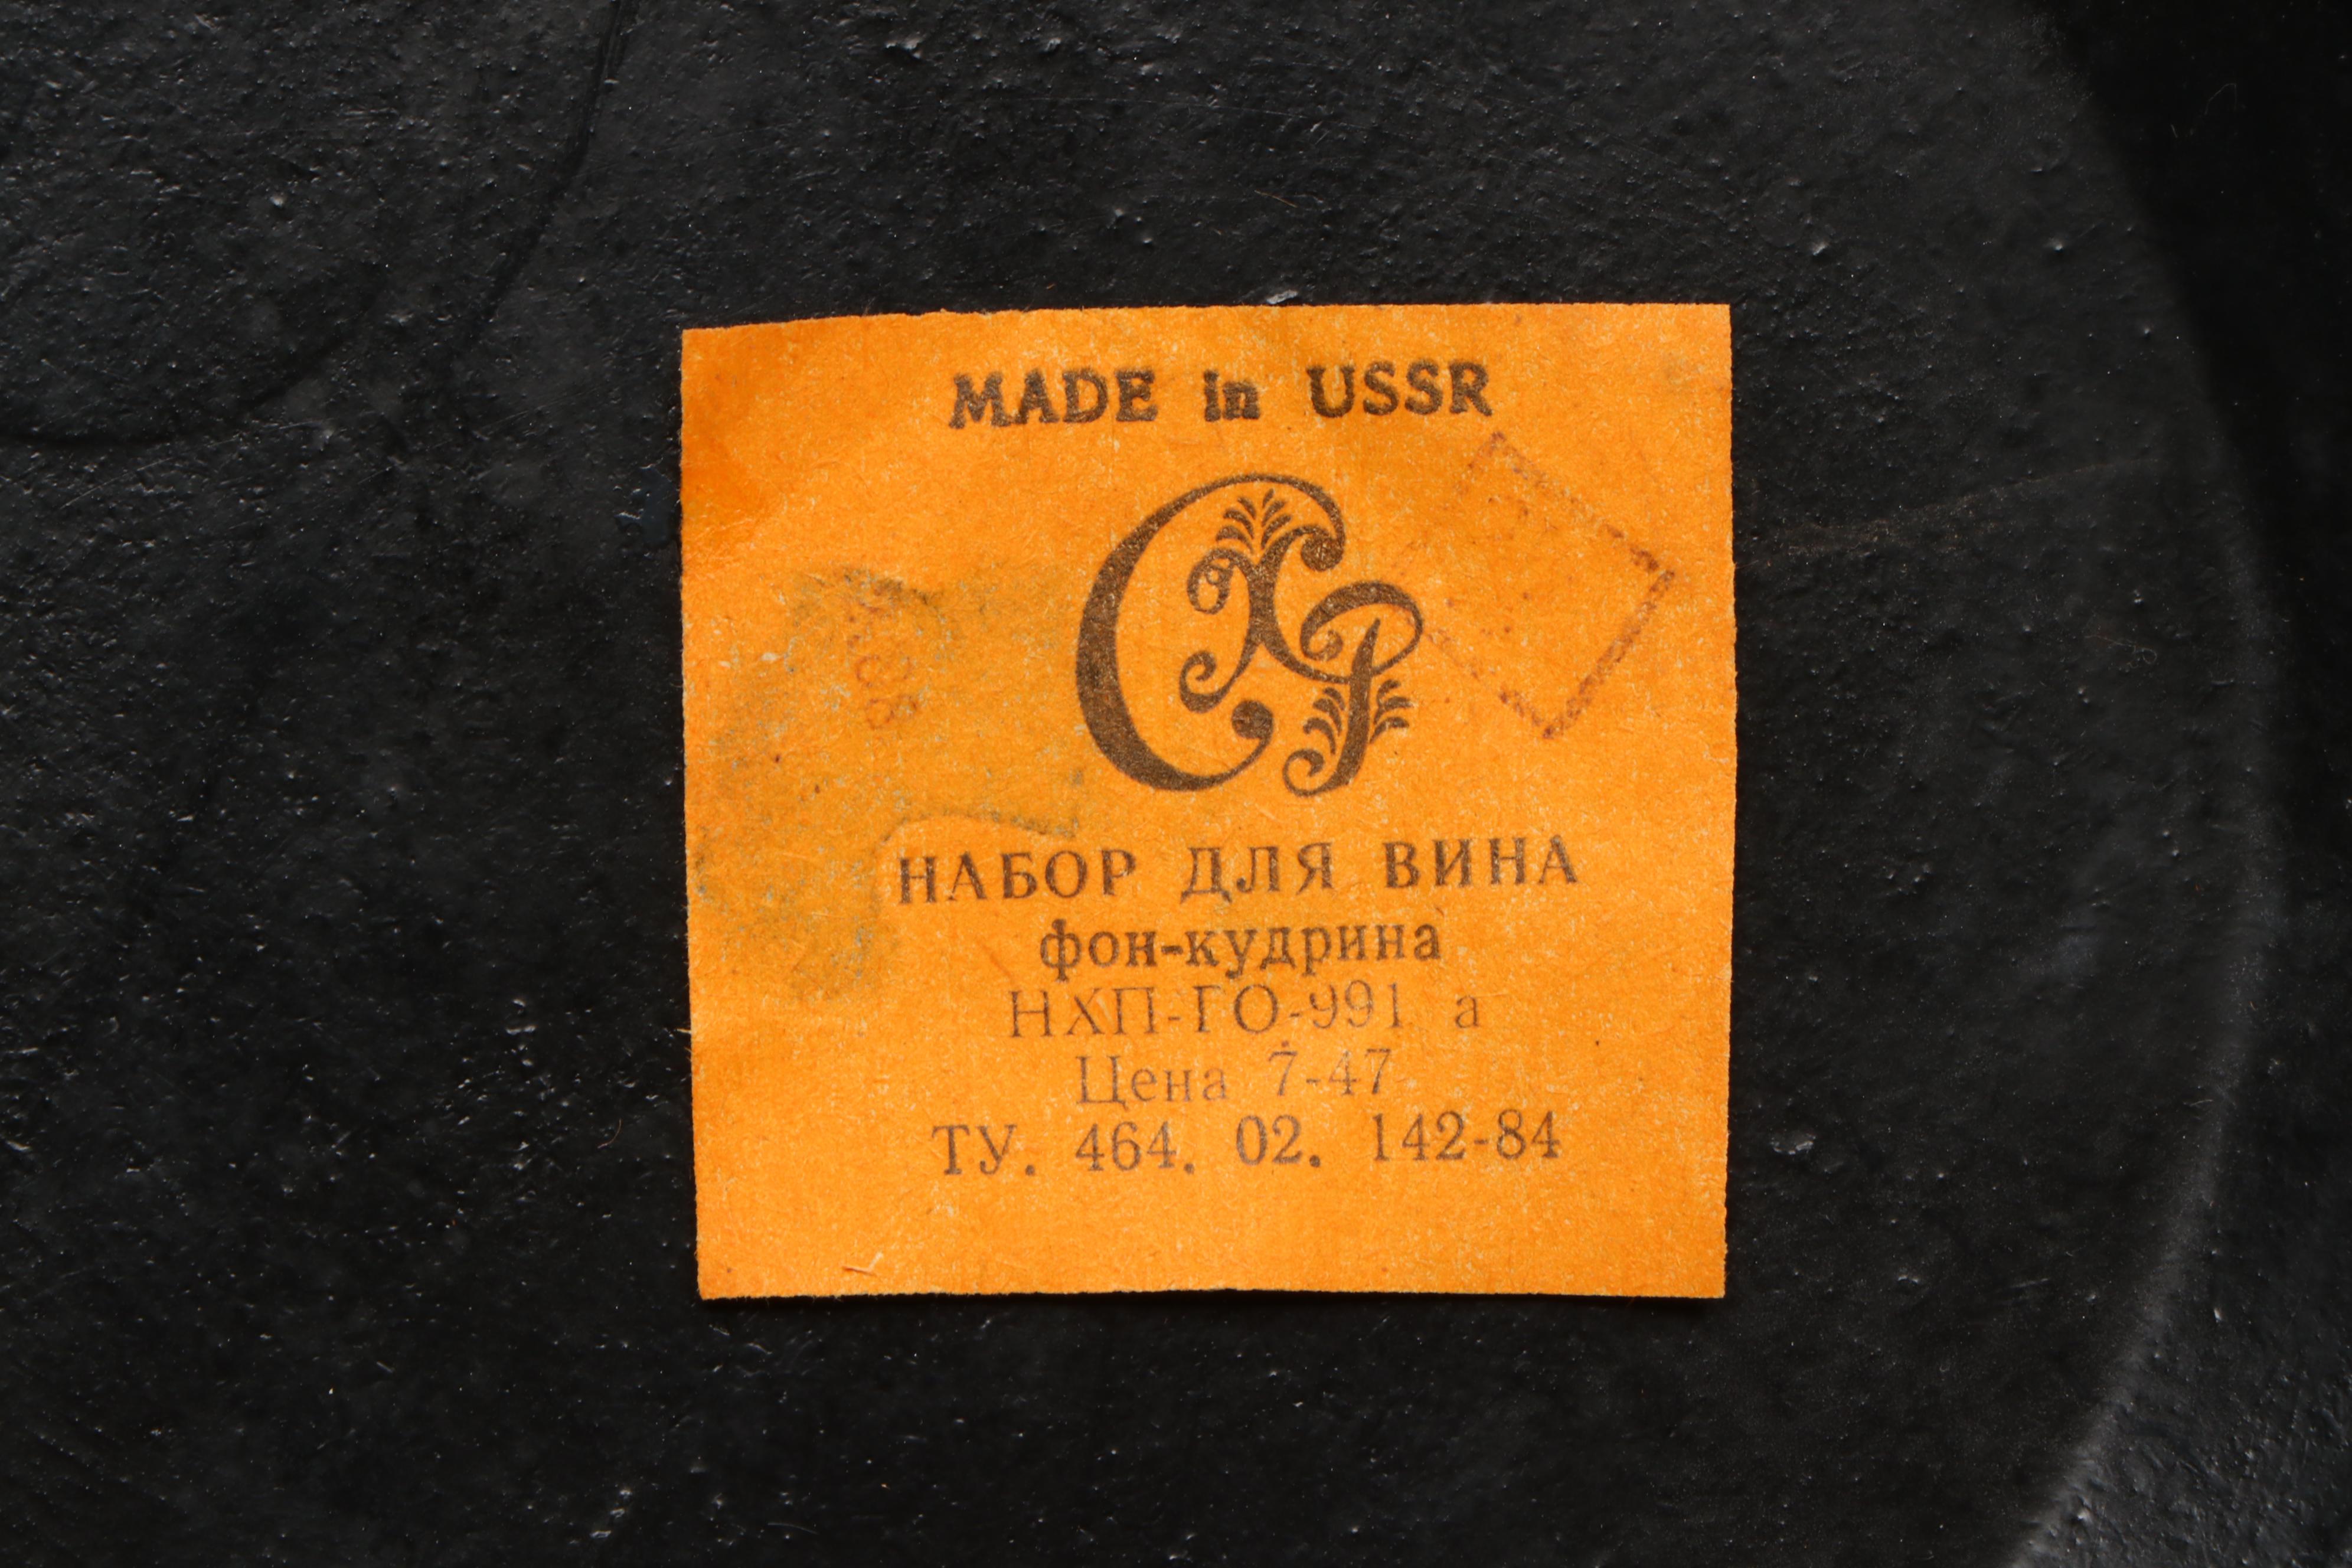 MADE in USSR
СХР
НАБОР ДЛЯ ВИНА
фон-кудрина
НХП-ГО-991 а
Цена 7-47
ТУ. 464. 02. 142-84